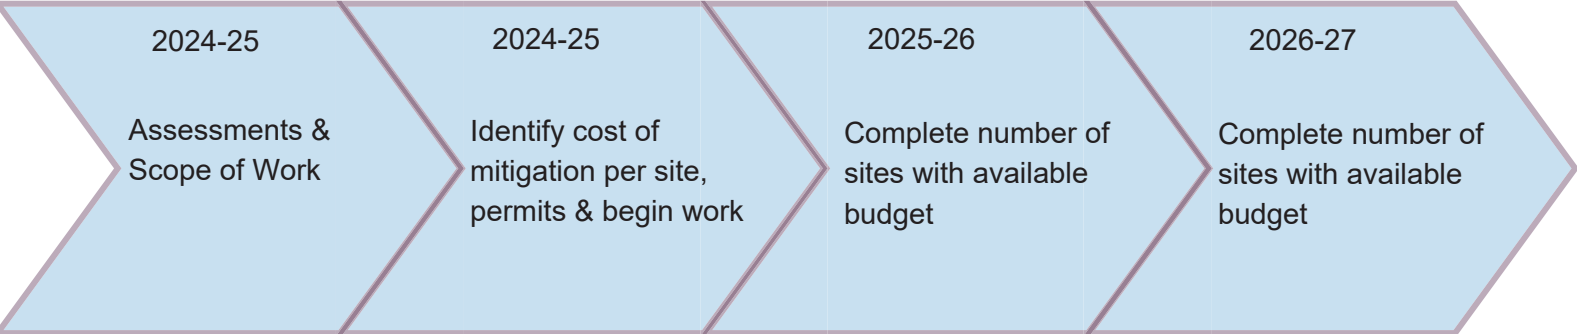 2024-25
Assessments &
Scope of Work
2024-25
Identify cost of
mitigation per site,
permits & begin work
2025-26
Complete number of
sites with available
budget
2026-27
Complete number of
sites with available
budget